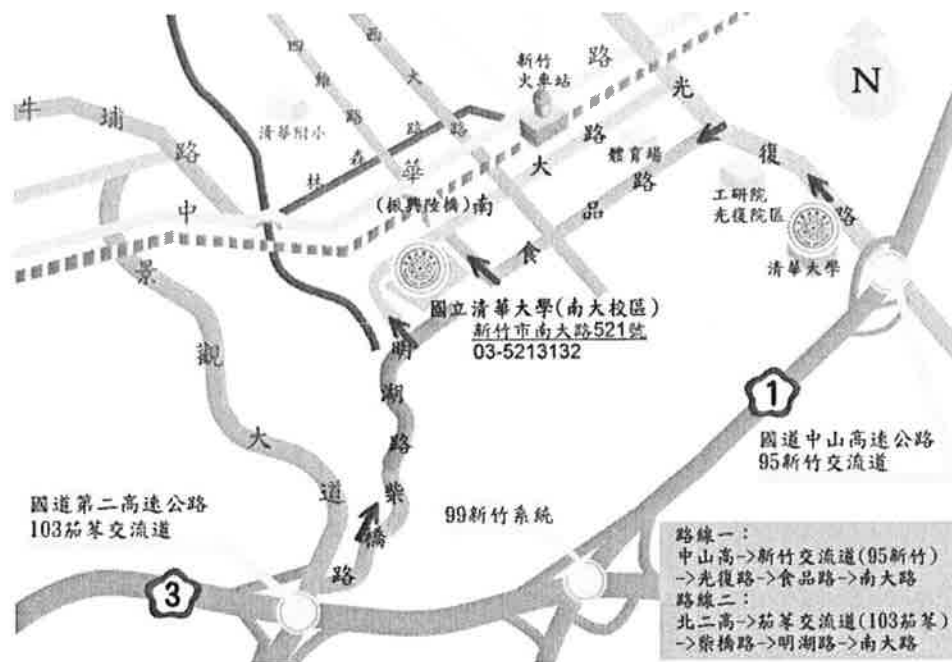 四維路
西大路
新竹
火車站
中華路
光復路
N
牛埔路
清華附小
林森路
南大路
體育場
食品路
工研院
光復院區
(振興陸橋)
清華大學
國立清華大學(南大校區)
新竹市南大路521號
03-5213132
景觀大道
明湖路
1
國道中山高速公路
95新竹交流道
柴橋路
國道第二高速公路
103茄苳交流道
99新竹系統
3
路線一：
中山高->新竹交流道(95新竹)
->光復路->食品路->南大路
路線二：
北二高->茄苳交流道(103茄苳)
->柴橋路->明湖路->南大路